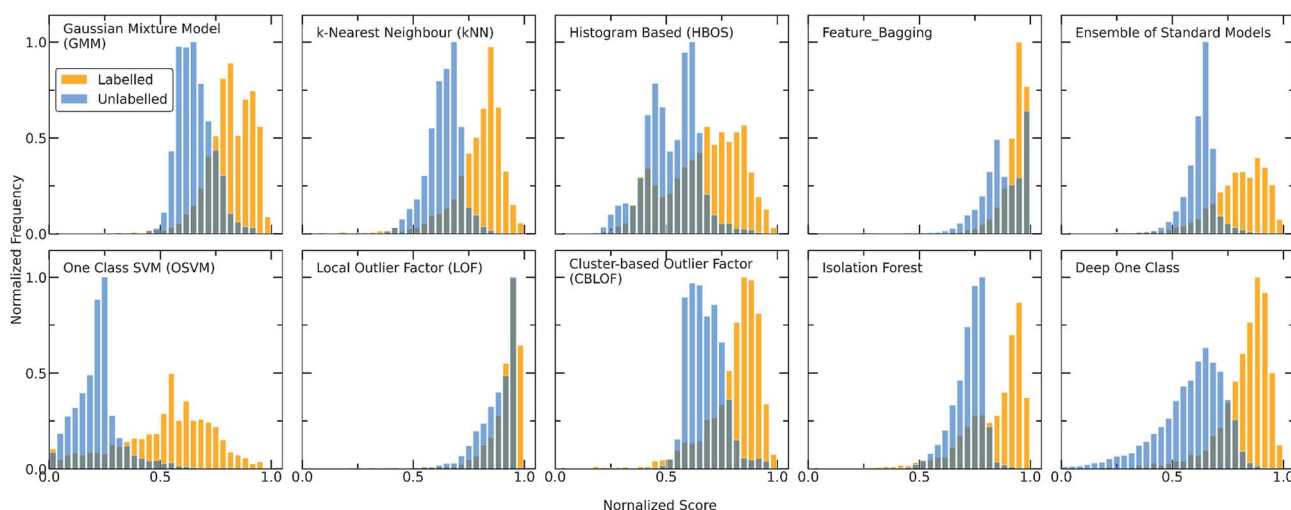 Gaussian Mixture Model
(GMM)
k-Nearest Neighbour (kNN)
Histogram Based (HBOS)
Feature_Bagging
Ensemble of Standard Models
Labelled
Unlabelled
1.0
0.5
0.0
Normalized Frequency
One Class SVM (OSVM)
Local Outlier Factor (LOF)
Cluster-based Outlier Factor
(CBLOF)
Isolation Forest
Deep One Class
1.0
0.5
0.0
0.0 0.5 1.0
0.0 0.5 1.0
0.0 0.5 1.0
0.0 0.5 1.0
0.0 0.5 1.0
Nornalized Score